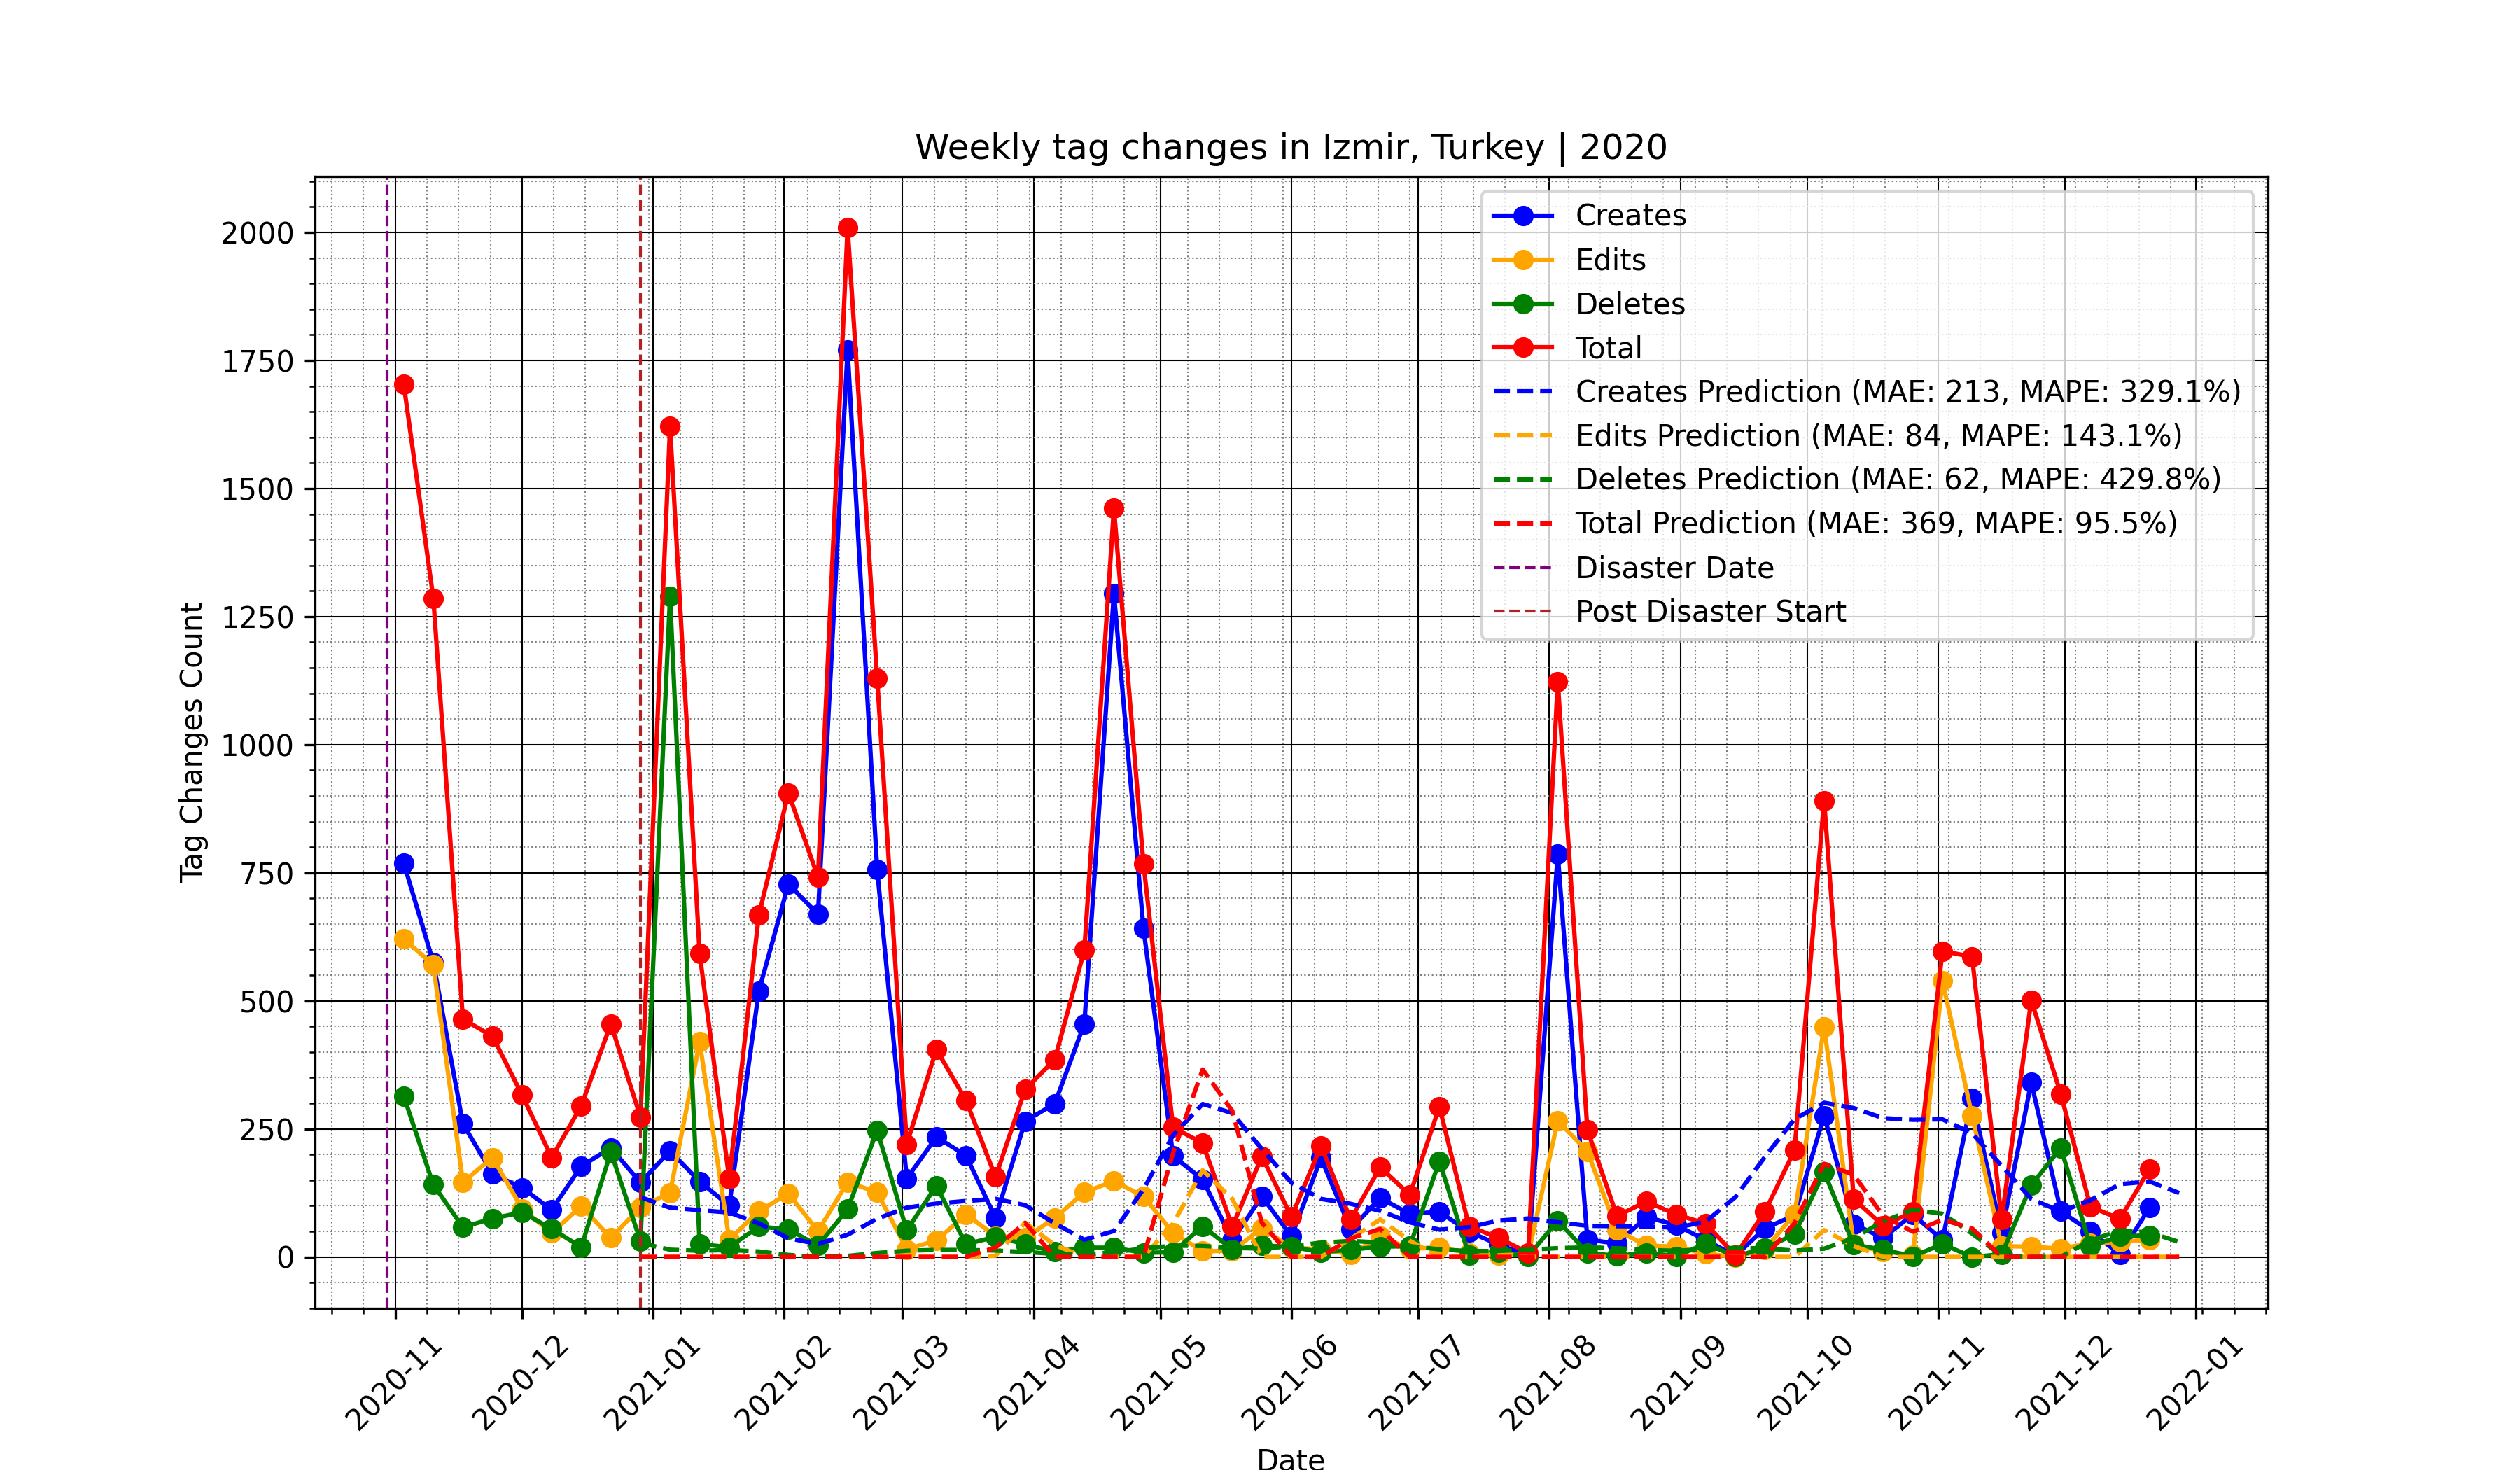 Weekly tag changes in Izmir, Turkey | 2020
Tag Changes Count
2000
1750
1500
1250
1000
750
500
250
0
Creates
Edits
Deletes
Total
Creates Prediction (MAE: 213, MAPE: 329.1%)
Edits Prediction (MAE: 84, MAPE: 143.1%)
Deletes Prediction (MAE: 62, MAPE: 429.8%)
Total Prediction (MAE: 369, MAPE: 95.5%)
Disaster Date
Post Disaster Start
2020-11
2020-12
2021-01
2021-02
2021-03
2021-04
2021-05
2021-06
2021-07
2021-08
2021-09
2021-10
2021-11
2021-12
2022-01
Date